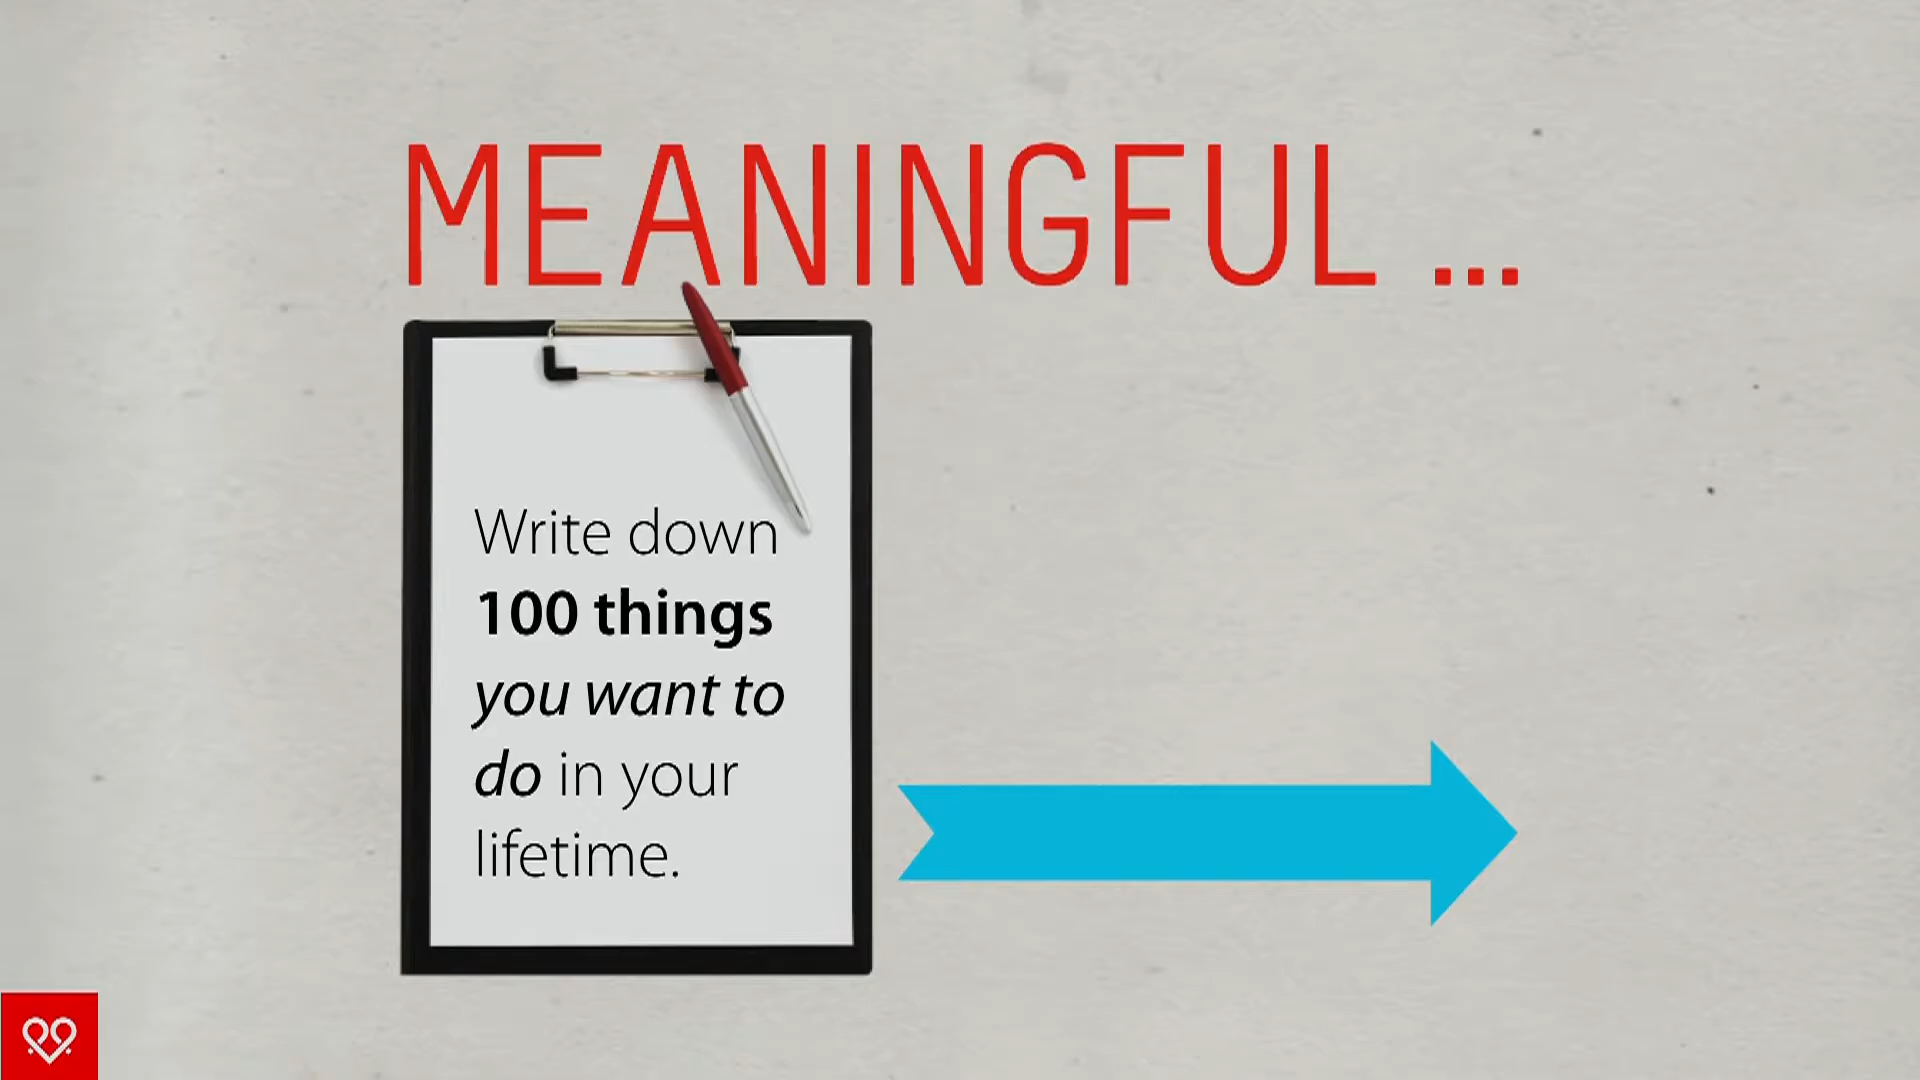 MEANINGFUL ...
Write down
100 things
you want to
do in your
lifetime.